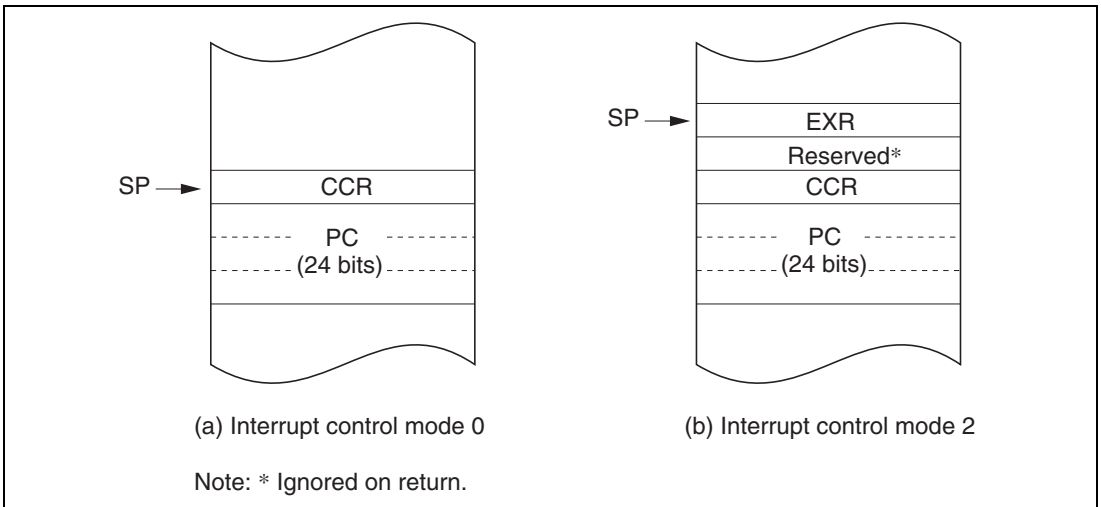 SP
CCR
PC
(24 bits)
(a) Interrupt control mode 0
SP
EXR
Reserved*
CCR
PC
(24 bits)
(b) Interrupt control mode 2
Note: * Ignored on return.